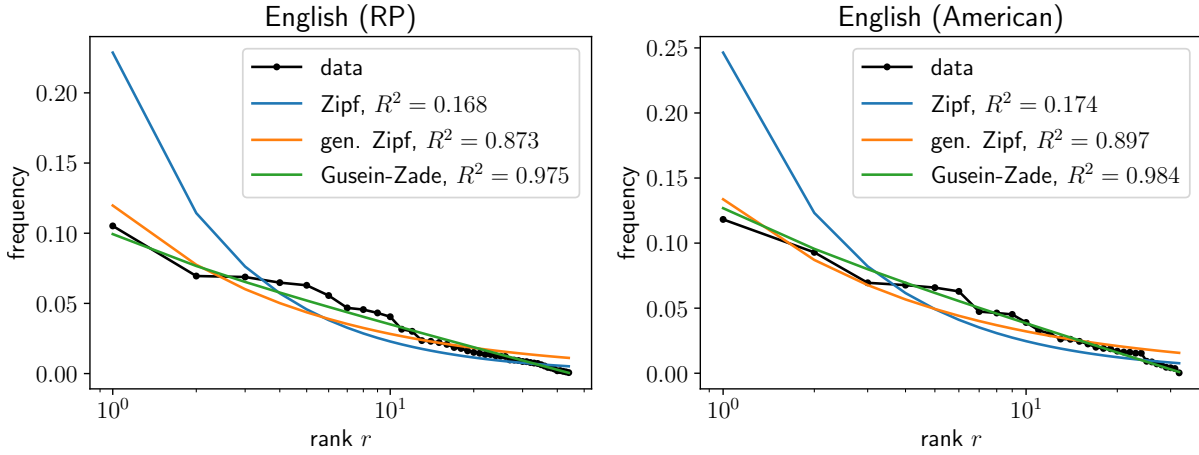 English (RP)
frequency
0.20
0.15
0.10
0.05
0.00
10⁰
10¹
rank r
data
Zipf, R² = 0.168
gen. Zipf, R² = 0.873
Gusein-Zade, R² = 0.975
English (American)
frequency
0.25
0.20
0.15
0.10
0.05
0.00
10⁰
10¹
rank r
data
Zipf, R² = 0.174
gen. Zipf, R² = 0.897
Gusein-Zade, R² = 0.984